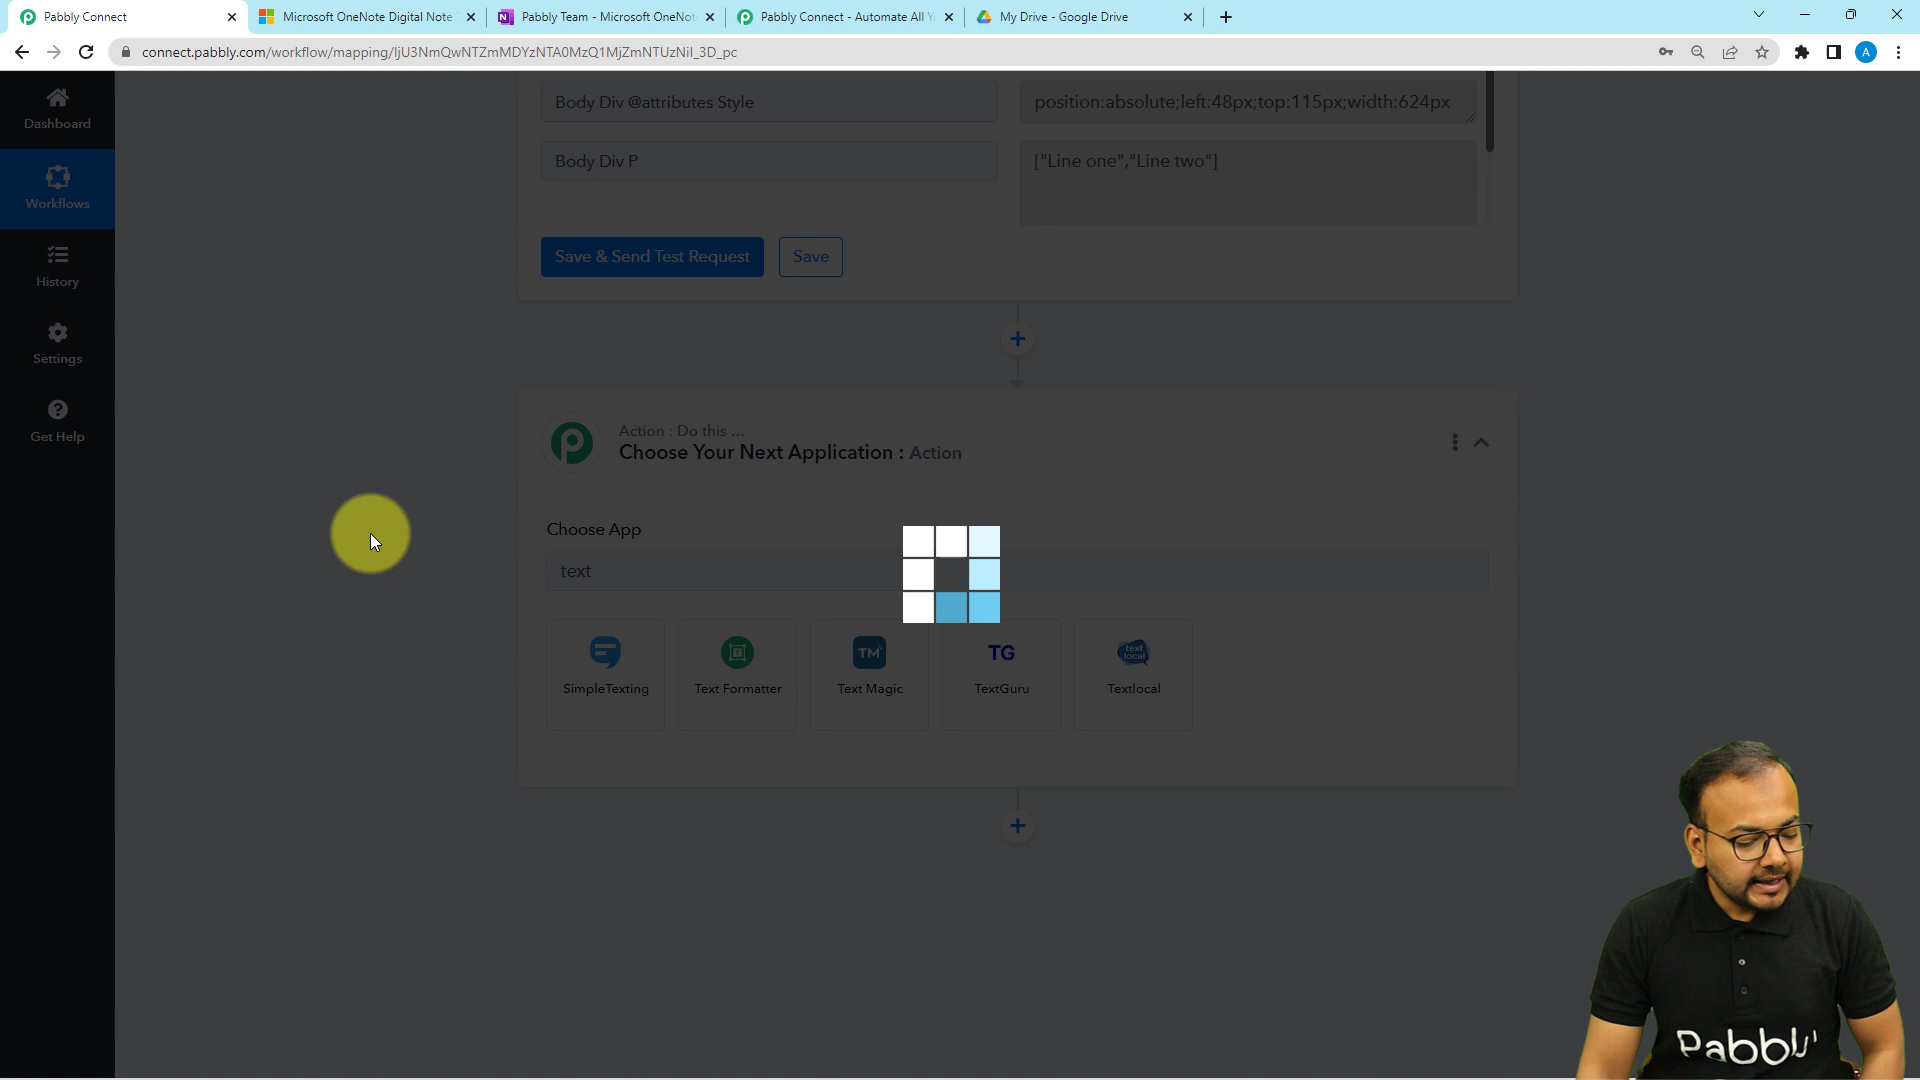 Pabbly Connect
Microsoft OneNote Digital Note
Pabbly Team - Microsoft OneNot
Pabbly Connect - Automate All Y
My Drive - Google Drive
connect.pabbly.com/workflow/mapping/IjU3NmQwNTZmMDYzNTA0MzQ1MjZmNTUzNiI_3D_pc
A
Dashboard
Workflows
History
Settings
Get Help
Body Div @attributes Style
position:absolute;left:48px;top:115px;width:624px
Body Div P
["Line one","Line two"]
Save & Send Test Request
Save
Action : Do this ...
Choose Your Next Application : Action
Choose App
text
TM
TG
text
local
SimpleTexting
Text Formatter
Text Magic
TextGuru
Textlocal
Pabbly